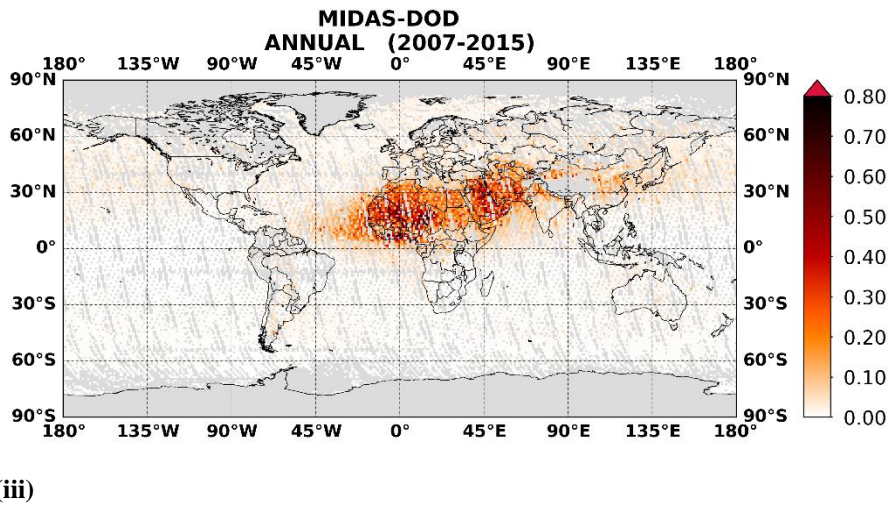 MIDAS-DOD
ANNUAL (2007-2015)
180° 135°W 90°W 45°W 0° 45°E 90°E 135°E 180°
90°N 90°N
60°N 60°N
30°N 30°N
0° 0°
30°S 30°S
60°S 60°S
90°S 90°S
180° 135°W 90°W 45°W 0° 45°E 90°E 135°E 180°
0.80
0.70
0.60
0.50
0.40
0.30
0.20
0.10
0.00
iii)